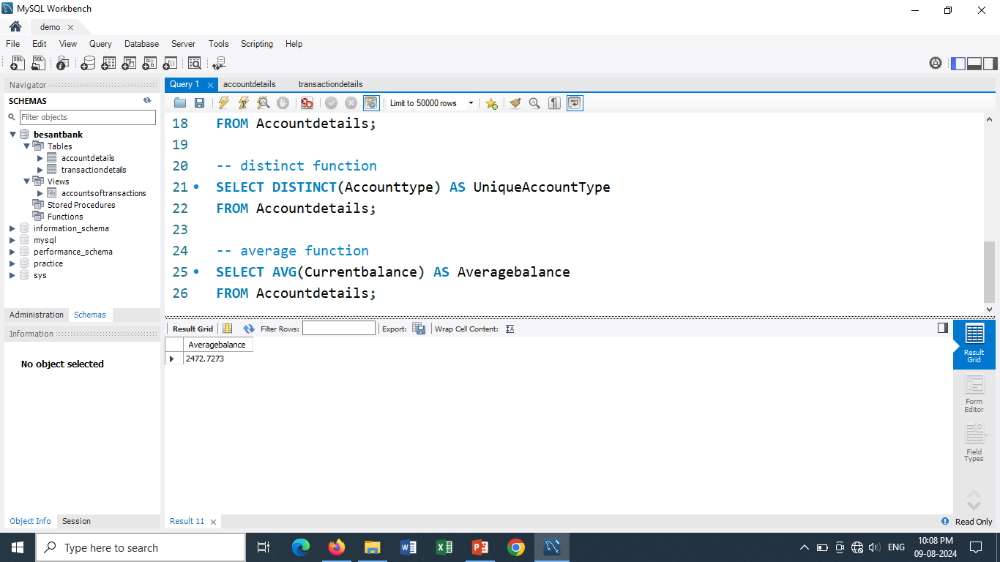 MySQL Workbench
demo
File Edit View Query Database Server Tools Scripting Help
Navigator
SCHEMAS
Filter objects
besantbank
Tables
accountdetails
transactiondetails
Views
accountsoftransactions
Stored Procedures
Functions
information_schema
mysql
performance_schema
practice
sys
Administration Schemas
Information
No object selected
Object Info Session
Query 1 accountdetails transactiondetails
Limit to 50000 rows
18 FROM Accountdetails;
19
20 -- distinct function
21 SELECT DISTINCT(Accounttype) AS UniqueAccountType
22 FROM Accountdetails;
23
24 -- average function
25 SELECT AVG(Currentbalance) AS Averagebalance
26 FROM Accountdetails;
Result Grid Filter Rows: Export: Wrap Cell Content:
Averagebalance
2472.7273
Result
Grid
Form
Editor
Field
Types
Result 11
Read Only
Type here to search
ENG
10:08 PM
09-08-2024